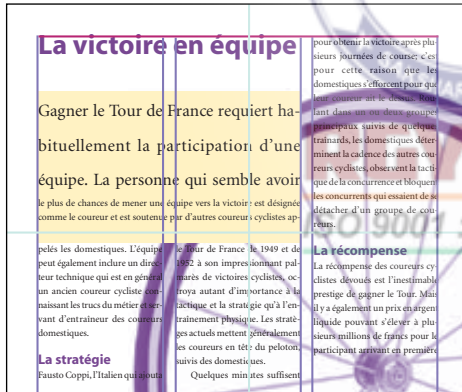 La victoire en équipe
Gagner le Tour de France requiert ha-
bituellement la participation d'une
équipe. La personne qui semble avoir
le plus de chances de mener une équipe vers la victoire est désignée
comme le coureur et est soutenue par d'autres coureurs cyclistes ap-
pelés les domestiques. L'équipe
peut également inclure un direc-
teur technique qui est en général
un ancien coureur cycliste con-
naissant les trucs du métier et ser-
vant d'entraîneur des coureurs
domestiques.
La stratégie
Fausto Coppi, l'Italien qui ajouta
le Tour de France de 1949 et de
1952 à son impressionnant pal-
marès de victoires cyclistes, oc-
troya autant d'importance à la
tactique et la stratégie qu'à l'en-
traînement physique. Les straté-
ges actuels mettent généralement
les coureurs en tête du peloton,
suivis des domestiques.
Quelques minutes suffisent
pour obtenir la victoire après plu-
sieurs journées de course; c'est
pour cette raison que les
domestiques s'efforcent pour que
leur coureur ait le dessus. Rou-
lant dans un ou deux groupes
principaux suivis de quelques
traînards, les domestiques déter-
minent la cadence des autres cou-
reurs cyclistes, observent la tacti-
que de la concurrence et bloquent
les concurrents qui essaient de se
détacher d'un groupe de cou-
reurs.
La récompense
La récompense des coureurs cy-
clistes dévoués est l'inestimable
prestige de gagner le Tour. Mais
il y a également un prix en argent
liquide pouvant s'élever à plu-
sieurs millions de francs pour le
participant arrivant en première
ISO 9001